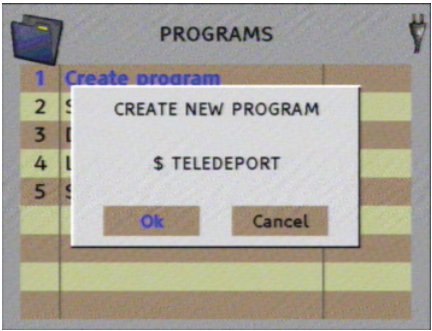 PROGRAMS
1 Create program
2 S
3
4 L
5 S
CREATE NEW PROGRAM
$ TELEDEPORT
Ok Cancel